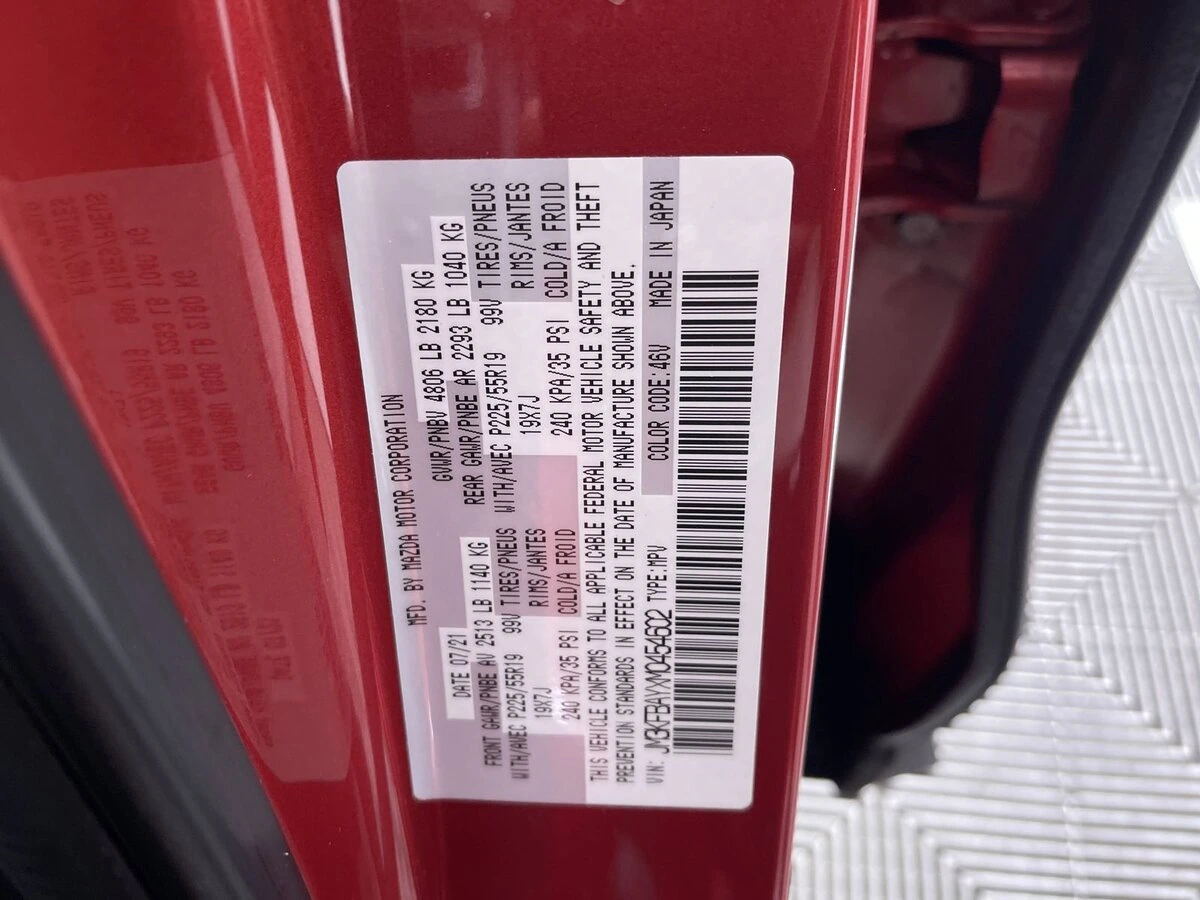 MFD. BY MAZDA MOTOR CORPORATION
DATE 07/21 GVWR/PNBV 4806 LB 2180 KG
FRONT GAWR/PNBE AV 2513 LB 1140 KG REAR GAWR/PNBE AR 2293 LB 1040 KG
WITH/AVEC P225/55R19 99V TIRES/PNEUS WITH/AVEC P225/55R19 99V TIRES/PNEUS
19X7J RIMS/JANTES 19X7J RIMS/JANTES
240 KPA/35 PSI COLD/A FROID 240 KPA/35 PSI COLD/A FROID
THIS VEHICLE CONFORMS TO ALL APPLICABLE FEDERAL MOTOR VEHICLE SAFETY AND THEFT
PREVENTION STANDARDS IN EFFECT ON THE DATE OF MANUFACTURE SHOWN ABOVE.
VIN: JM3KFBAYXM0454602 TYPE:MPV COLOR CODE:46V MADE IN JAPAN